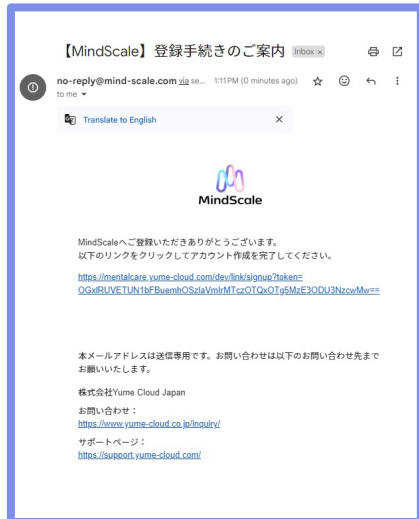 【MindScale】登録手続きのご案内 Inbox ×
no-reply@mind-scale.com via se... 1:11 PM (0 minutes ago)
to me
Translate to English
MindScale
MindScaleへご登録いただきありがとうございます。
以下のリンクをクリックしてアカウント作成を完了してください。
https://mentalcare.yume-cloud.com/dev/link/signup?token=
OGxlRUVETUN1bFBuemhOSzlaVmlrMTczOTQxOTg5MzE3ODU3NzcwMw==
本メールアドレスは送信専用です。お問い合わせは以下のお問い合わせ先まで
お願いいたします。
株式会社Yume Cloud Japan
お問い合わせ：
https://www.yume-cloud.co.jp/inquiry/
サポートページ：
https://support.yume-cloud.com/